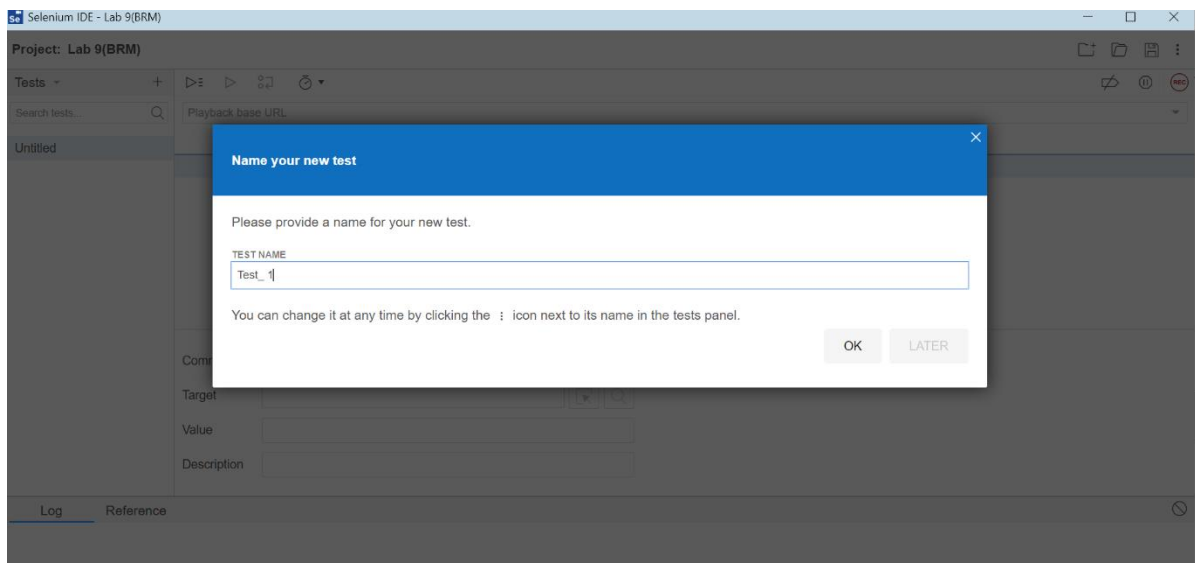 Selenium IDE - Lab 9(BRM)
Project: Lab 9(BRM)
Tests
Search tests...
Playback base URL
REC
Untitled
Name your new test
Please provide a name for your new test.
TEST NAME
Test_ 1
You can change it at any time by clicking the ⋮ icon next to its name in the tests panel.
OK LATER
Comm
Target
Value
Description
Log Reference